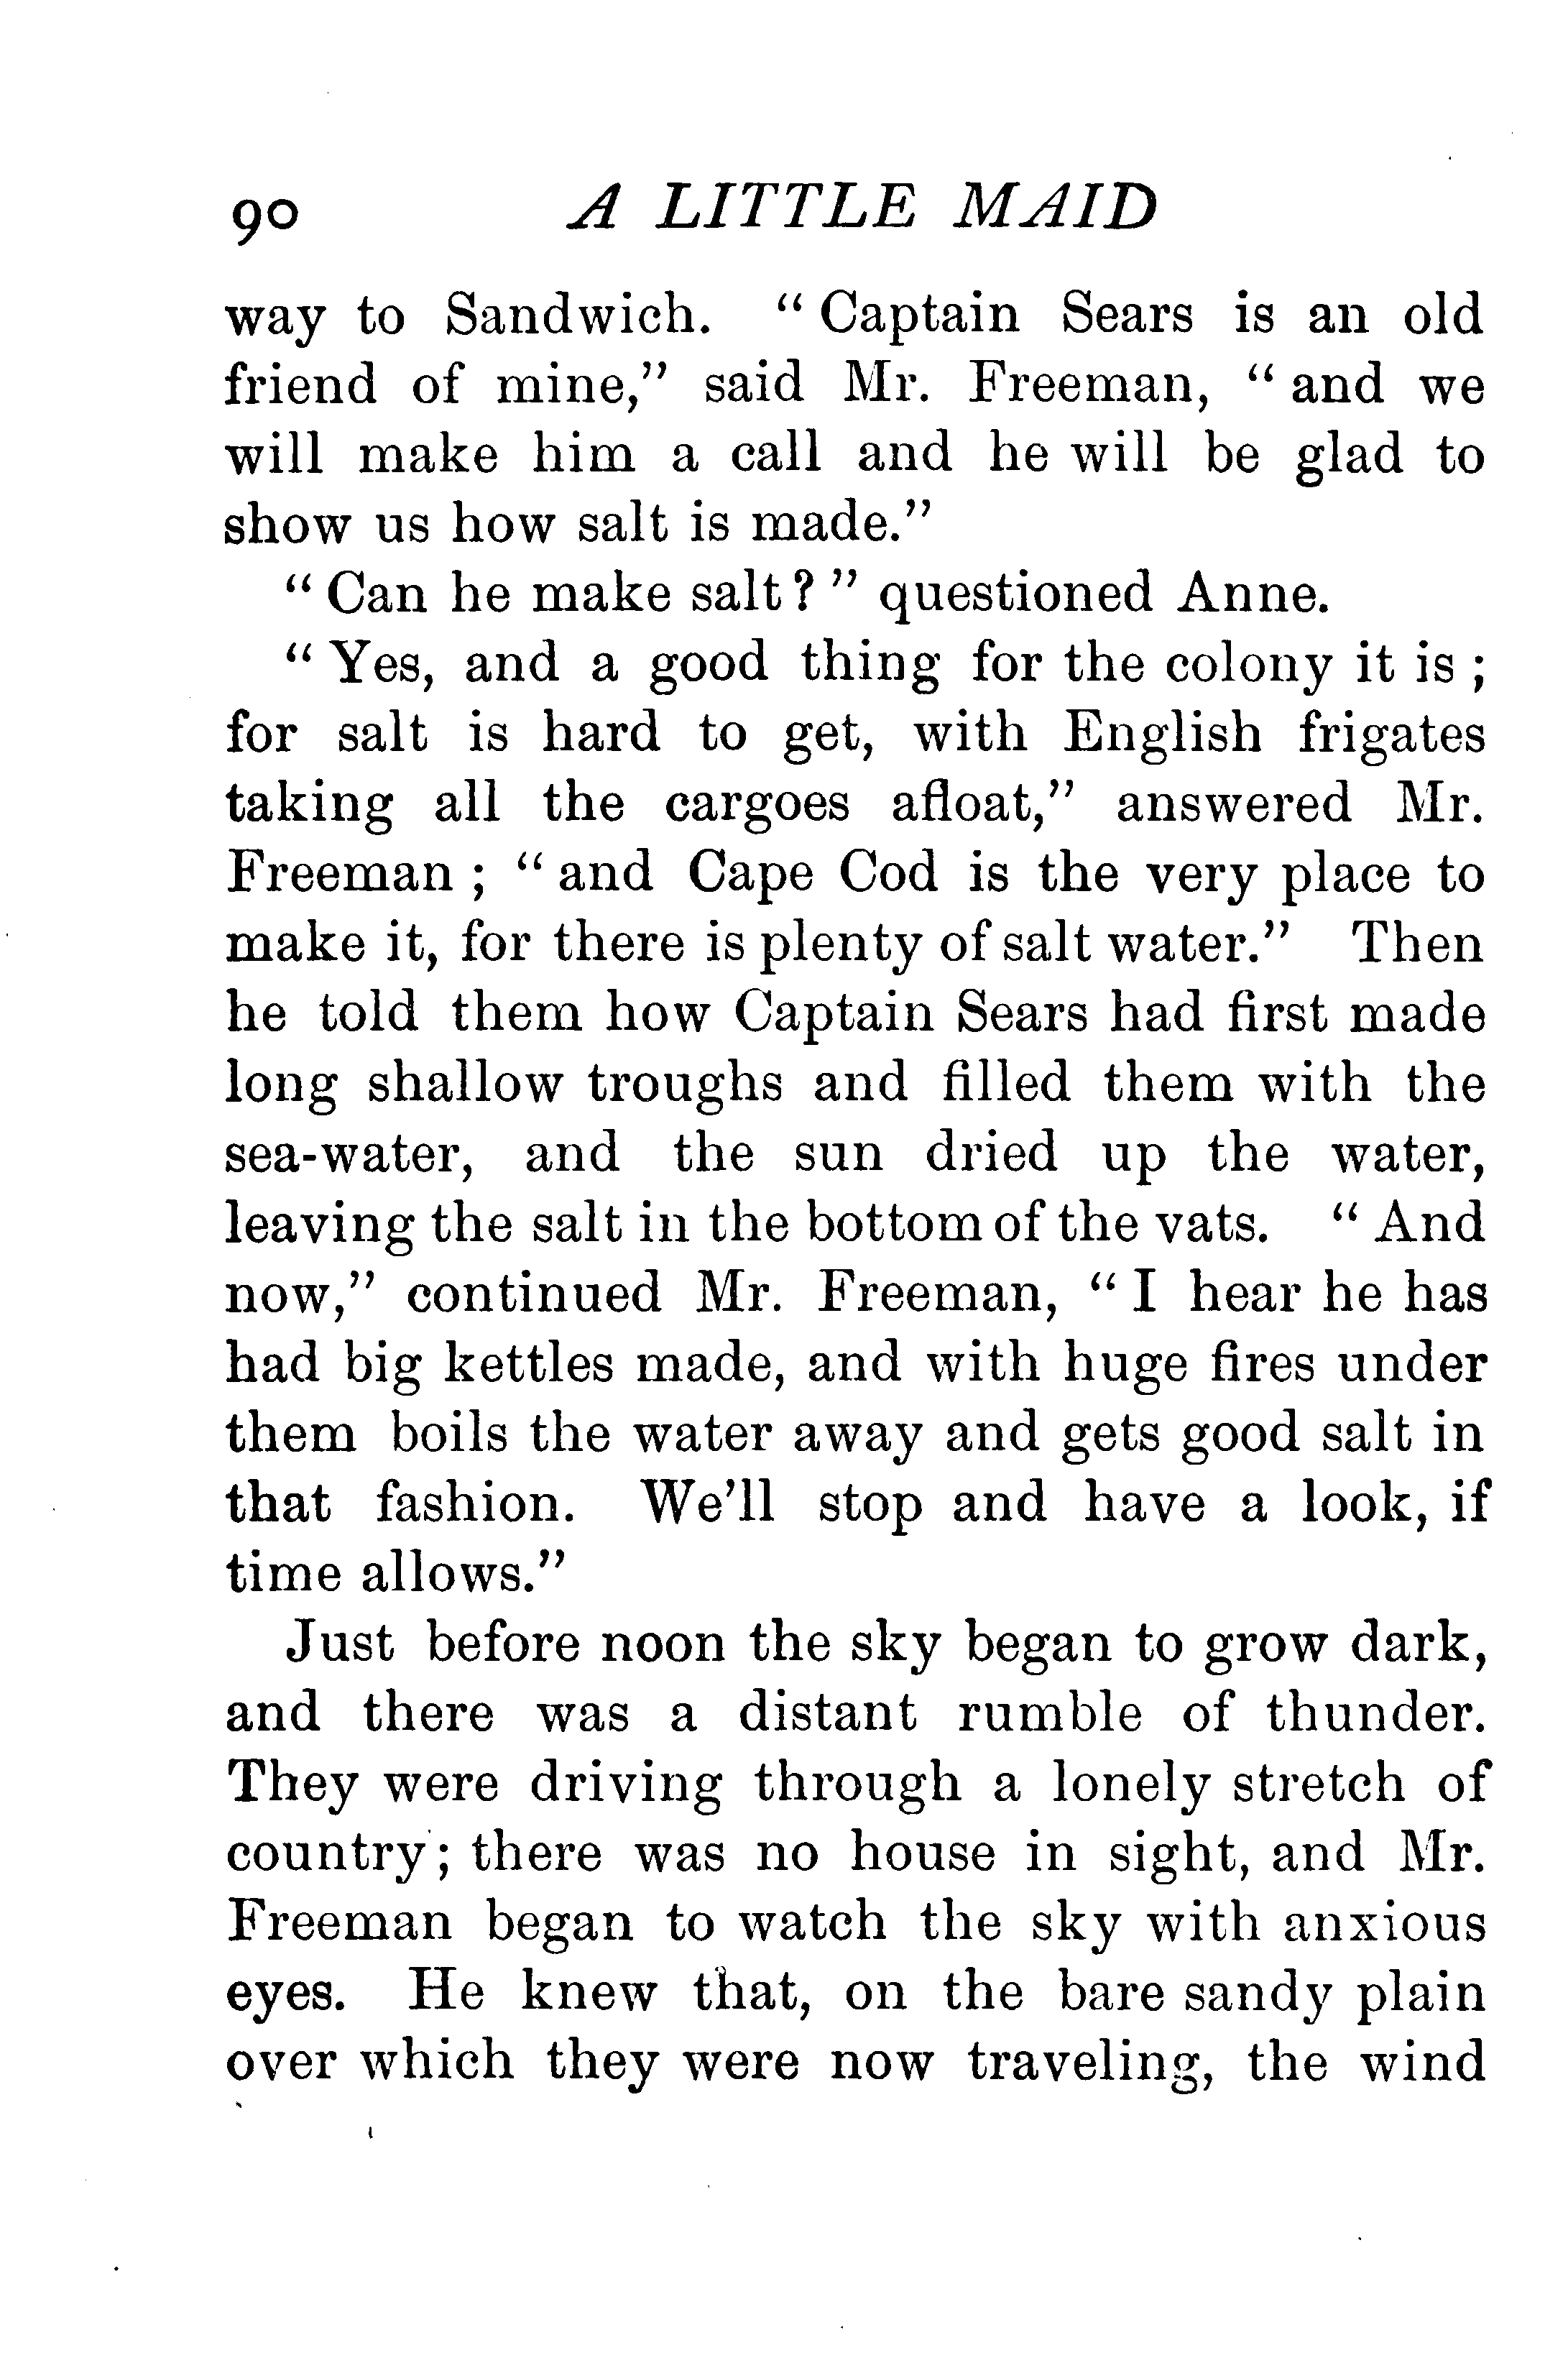 90 A LITTLE MAID
way to Sandwich. “Captain Sears is an old
friend of mine,” said Mr. Freeman, “and we
will make him a call and he will be glad to
show us how salt is made.”
“Can he make salt?” questioned Anne.
“Yes, and a good thing for the colony it is;
for salt is hard to get, with English frigates
taking all the cargoes afloat,” answered Mr.
Freeman; “and Cape Cod is the very place to
make it, for there is plenty of salt water.” Then
he told them how Captain Sears had first made
long shallow troughs and filled them with the
sea-water, and the sun dried up the water,
leaving the salt in the bottom of the vats. “And
now,” continued Mr. Freeman, “I hear he has
had big kettles made, and with huge fires under
them boils the water away and gets good salt in
that fashion. We’ll stop and have a look, if
time allows.”
Just before noon the sky began to grow dark,
and there was a distant rumble of thunder.
They were driving through a lonely stretch of
country; there was no house in sight, and Mr.
Freeman began to watch the sky with anxious
eyes. He knew that, on the bare sandy plain
over which they were now traveling, the wind